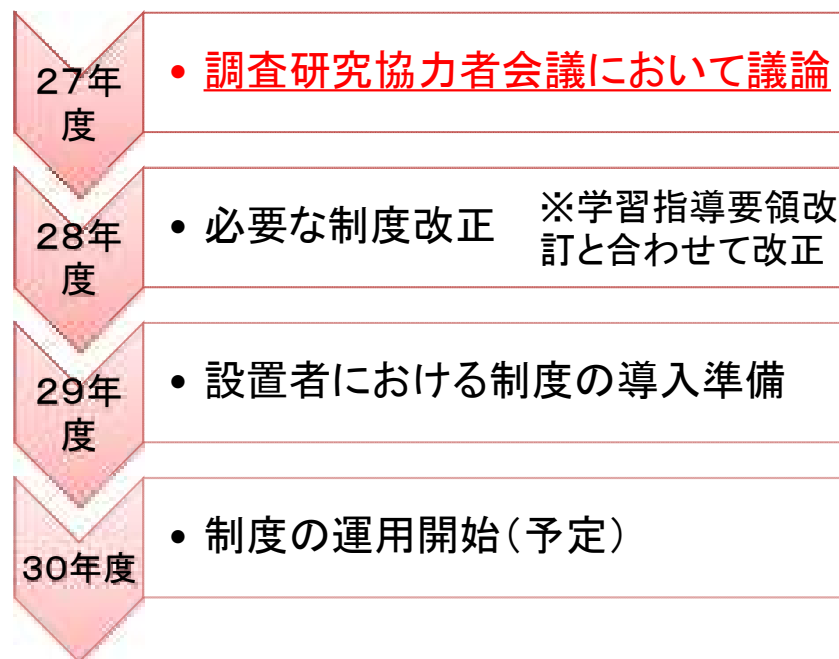 27年
度
• 調査研究協力者会議において議論
28年
度
• 必要な制度改正
※学習指導要領改
訂と合わせて改正
29年
度
• 設置者における制度の導入準備
30年度
• 制度の運用開始（予定）